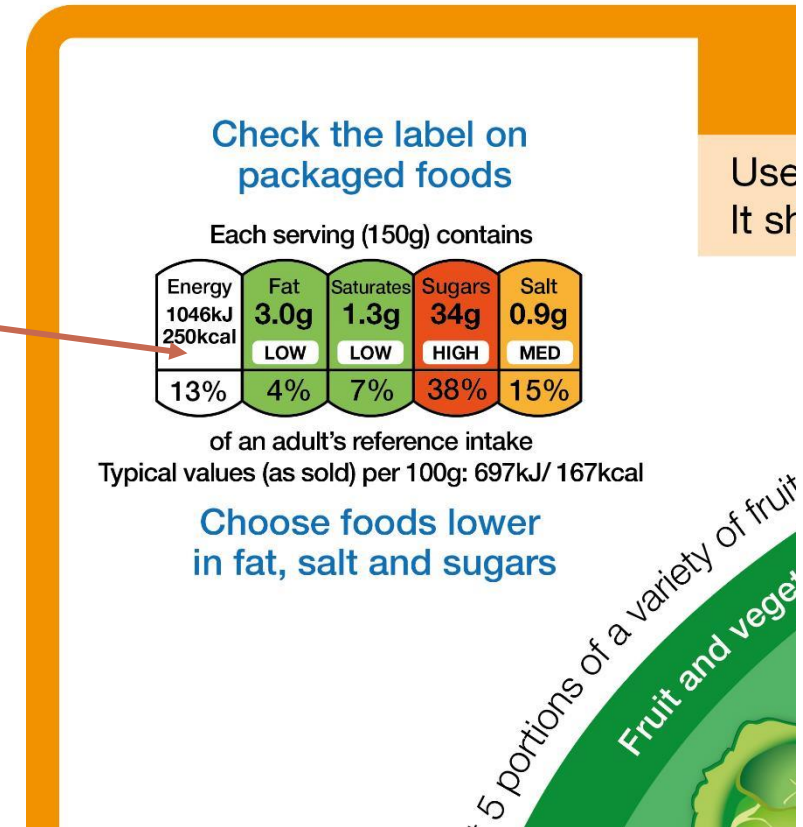 Check the label on
packaged foods
Use
It sh
Each serving (150g) contains
Energy Fat Saturates Sugars Salt
1046kJ 3.0g 1.3g 34g 0.9g
250kcal
LOW LOW HIGH MED
13% 4% 7% 38% 15%
of an adult's reference intake
Typical values (as sold) per 100g: 697kJ/ 167kcal
Choose foods lower
in fat, salt and sugars
5 portions of a variety of fruit
Fruit and veget